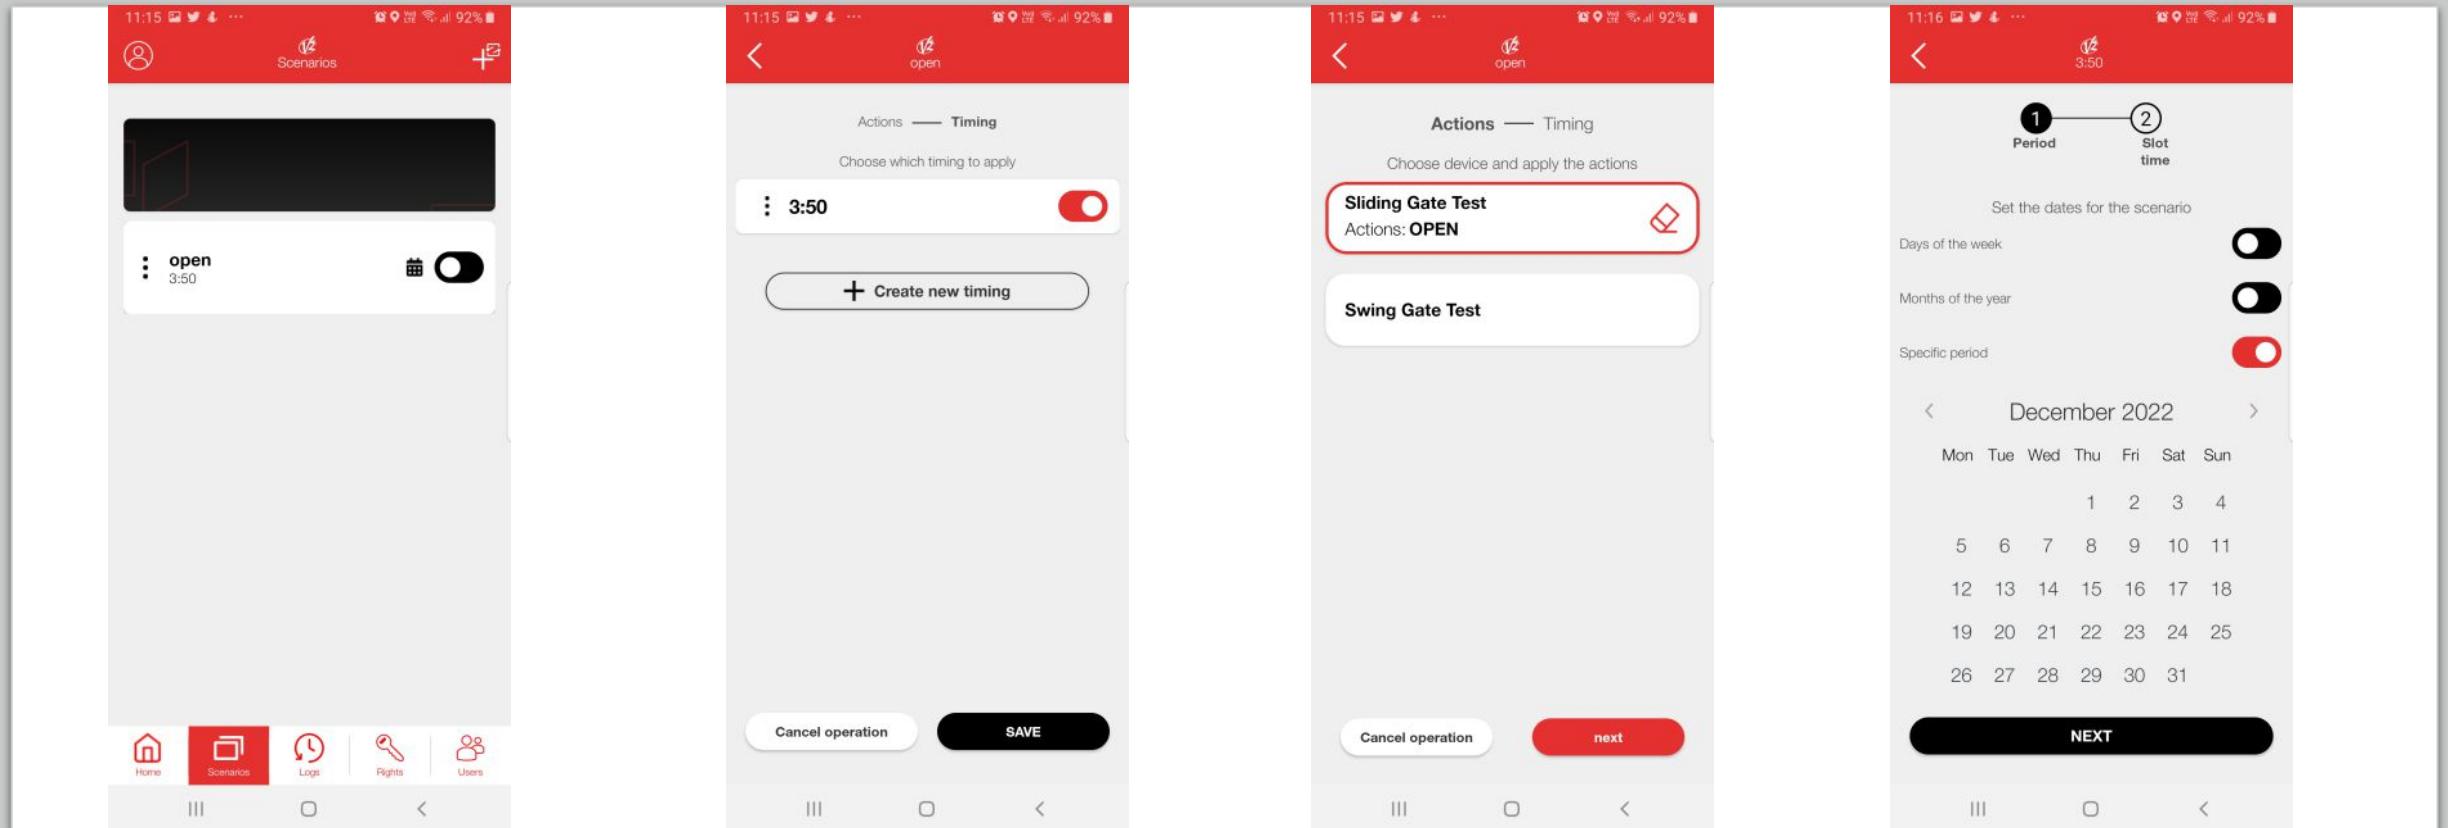 11:15
92%
V2
Scenarios
open
3:50
Home
Scenarios
Logs
Rights
Users
11:15
92%
V2
open
Actions — Timing
Choose which timing to apply
3:50
+ Create new timing
Cancel operation
SAVE
11:15
92%
V2
open
Actions — Timing
Choose device and apply the actions
Sliding Gate Test
Actions: OPEN
Swing Gate Test
Cancel operation
next
11:16
92%
V2
3:50
1 2
Period Slot
time
Set the dates for the scenario
Days of the week
Months of the year
Specific period
December 2022
Mon Tue Wed Thu Fri Sat Sun
1 2 3 4
5 6 7 8 9 10 11
12 13 14 15 16 17 18
19 20 21 22 23 24 25
26 27 28 29 30 31
NEXT